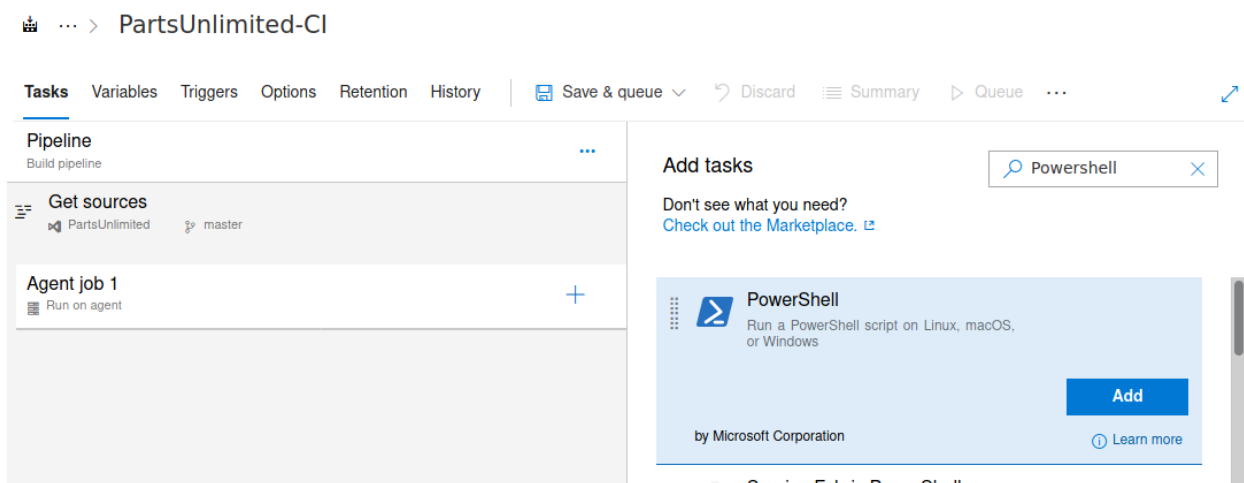 ... > PartsUnlimited-CI
Tasks Variables Triggers Options Retention History Save & queue Discard Summary Queue ...
Pipeline
Build pipeline
...
Get sources
PartsUnlimited master
Agent job 1
Run on agent
Add tasks
Powershell
Don't see what you need?
Check out the Marketplace.
PowerShell
Run a PowerShell script on Linux, macOS,
or Windows
Add
by Microsoft Corporation
Learn more